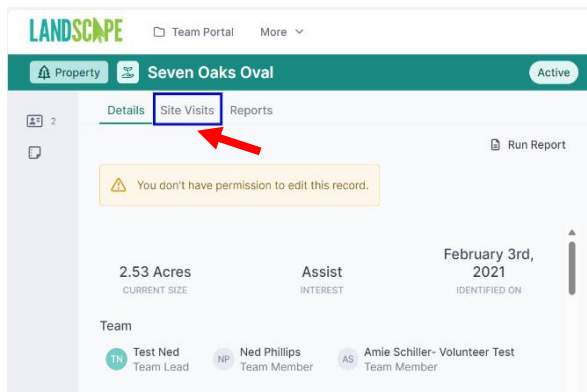 LANDSCAPE Team Portal More
Property Seven Oaks Oval Active
Details Site Visits Reports
2
Run Report
You don't have permission to edit this record.
2.53 Acres Assist February 3rd, 2021
CURRENT SIZE INTEREST IDENTIFIED ON
Team
TN Test Ned NP Ned Phillips AS Amie Schiller- Volunteer Test
Team Lead Team Member Team Member